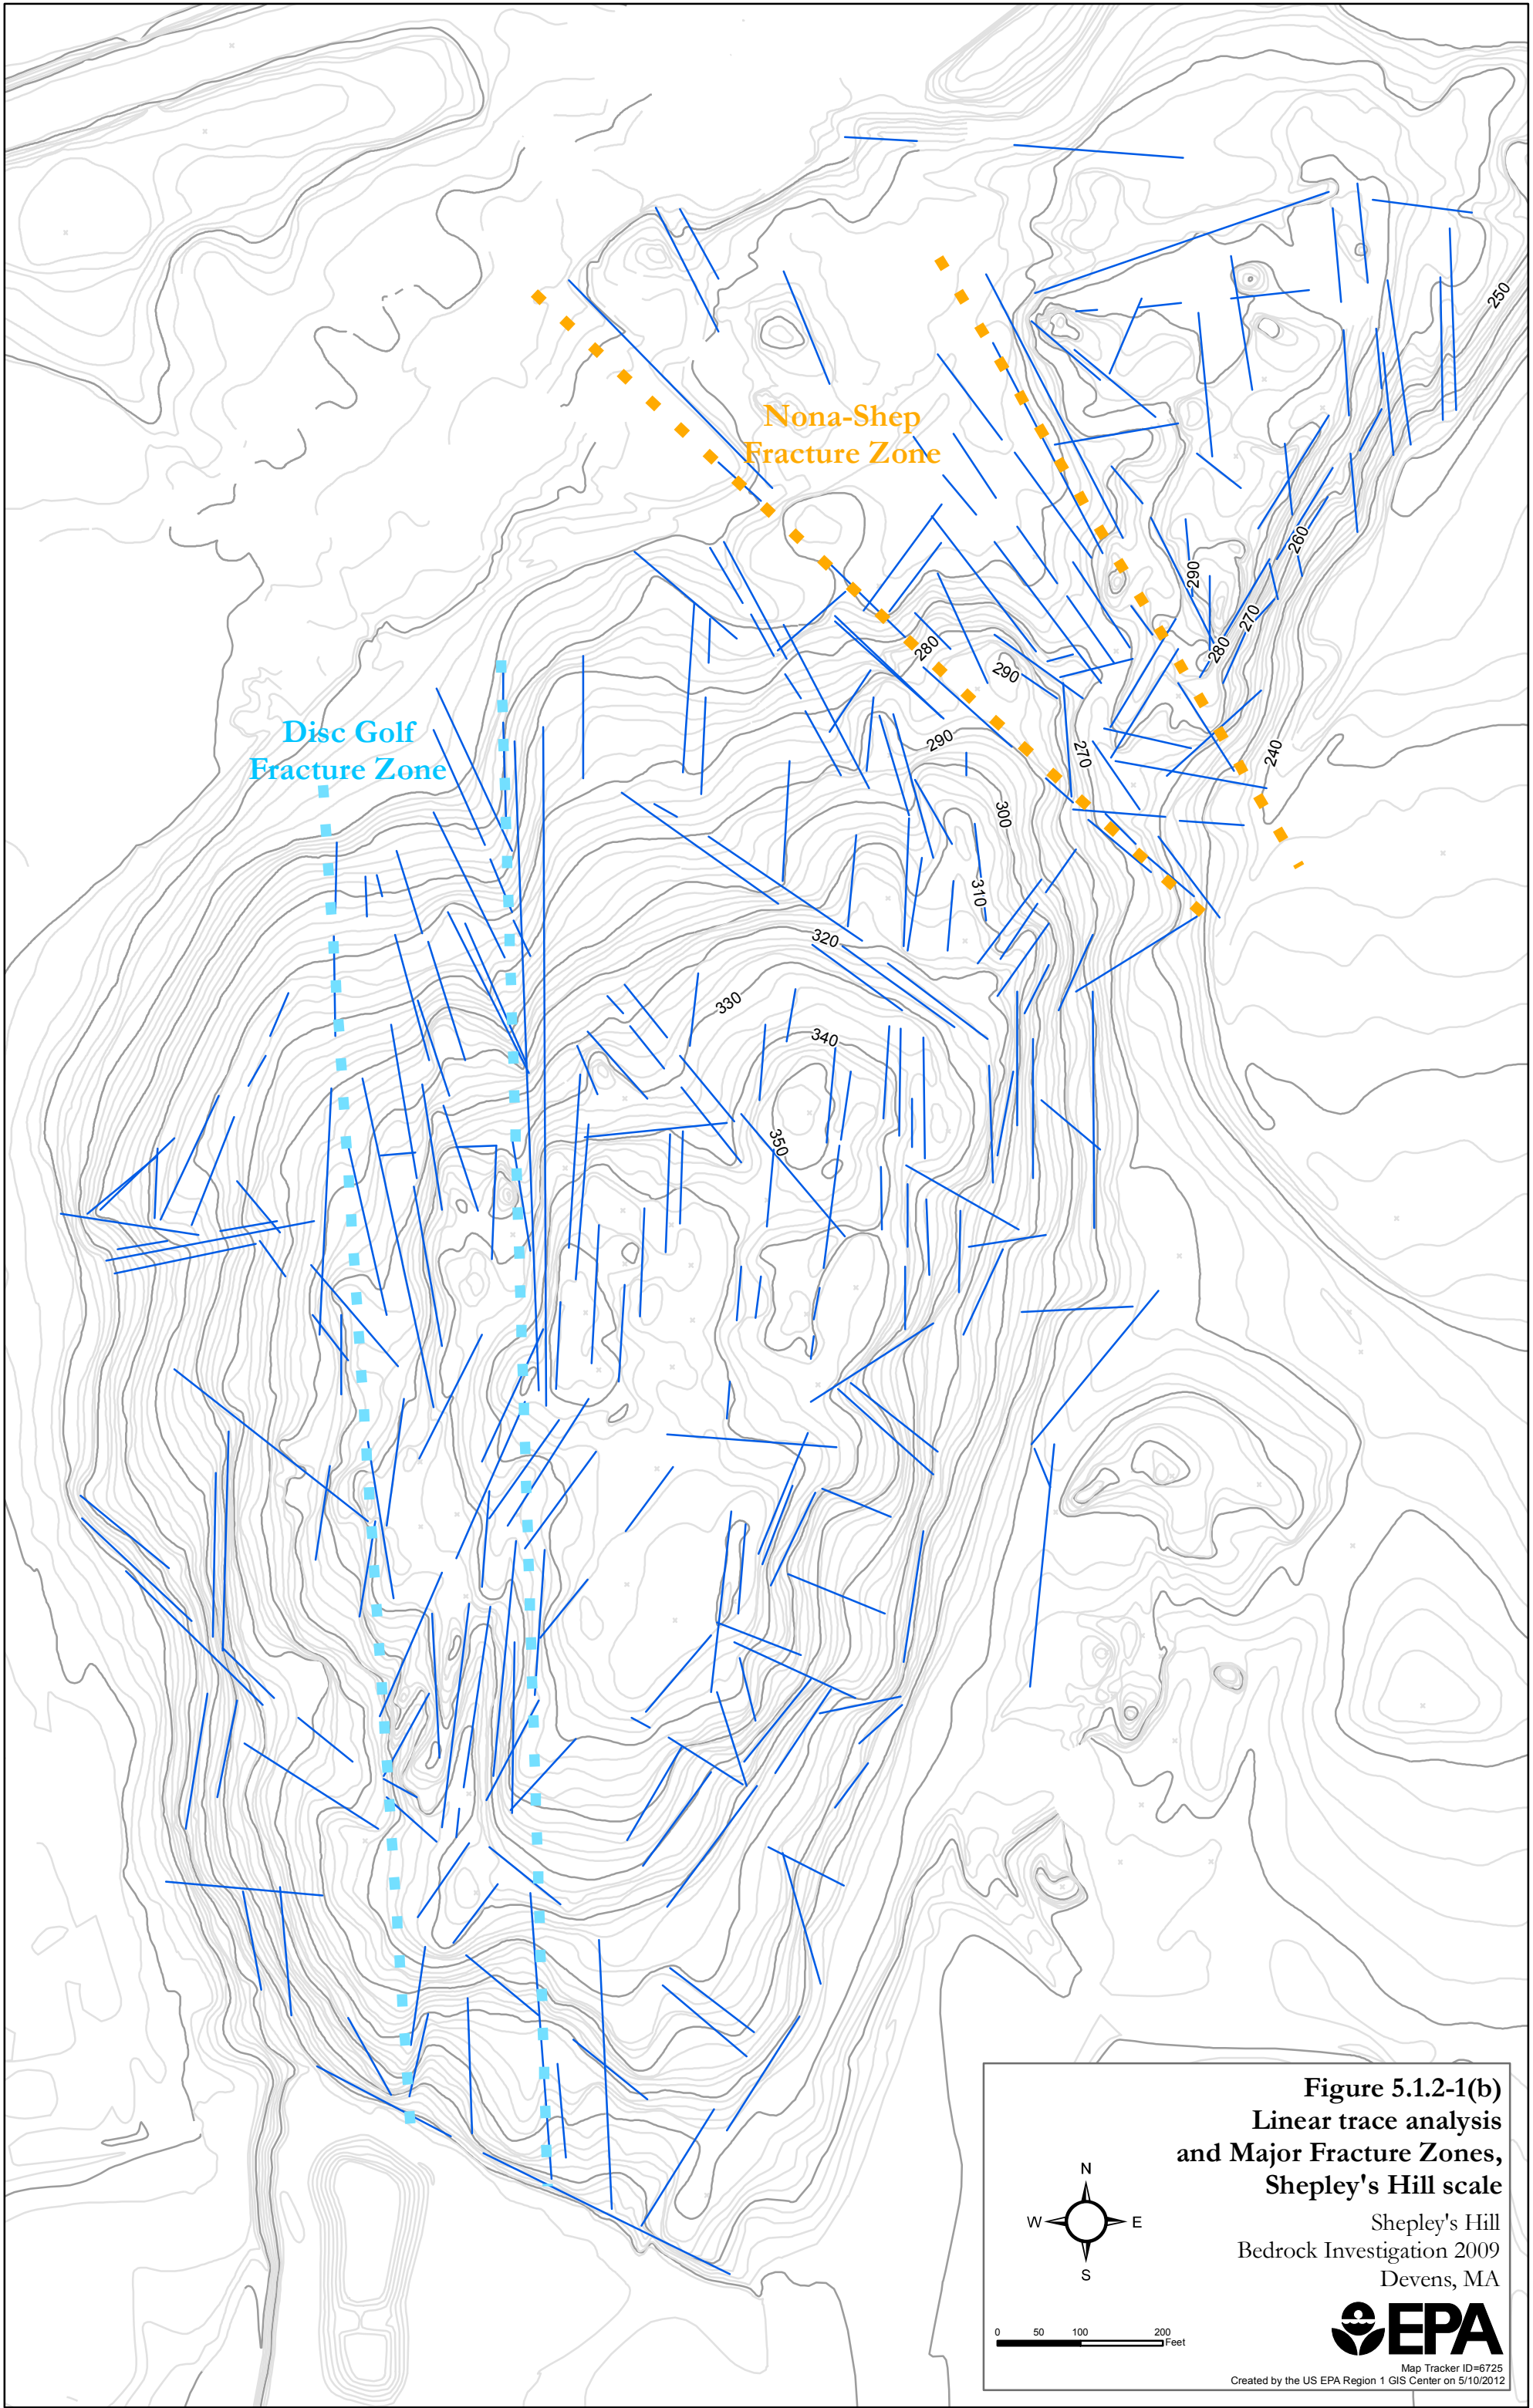 250
Nona-Shep
Fracture Zone
260
290
270
280
280
290
Disc Golf
Fracture Zone
290
270
240
300
310
320
330
340
350
Figure 5.1.2-1(b)
Linear trace analysis
and Major Fracture Zones,
Shepley's Hill scale
N
W E
S
Shepley's Hill
Bedrock Investigation 2009
Devens, MA
0 50 100 200
Feet
EPA
Map Tracker ID=6725
Created by the US EPA Region 1 GIS Center on 5/10/2012